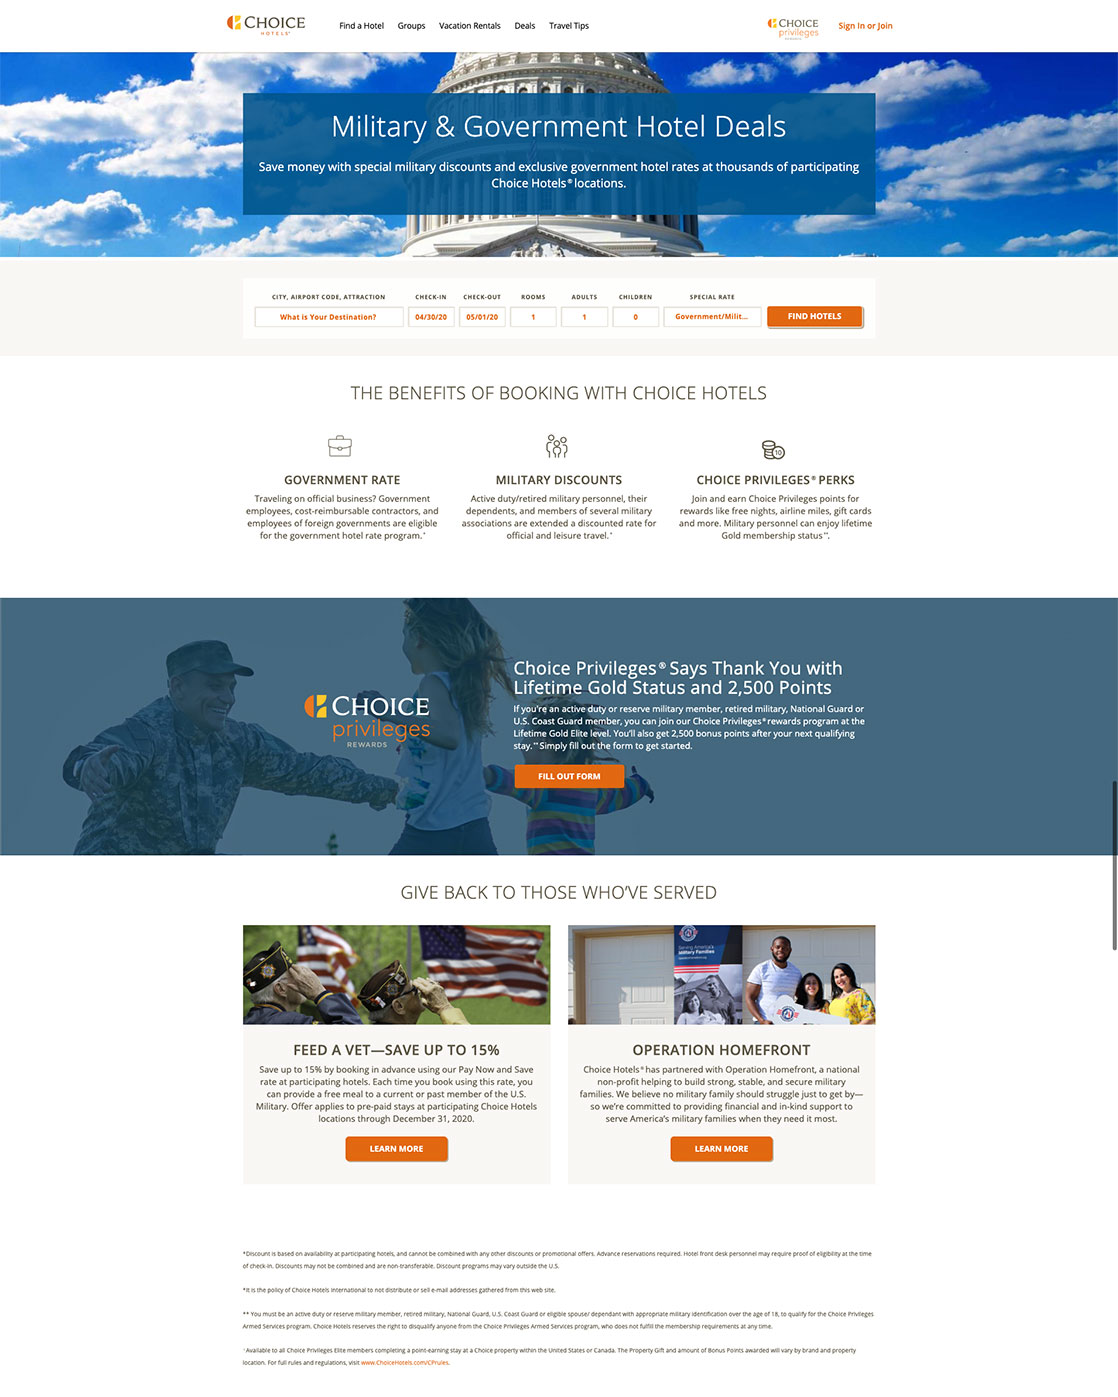 CHOICE
HOTELS
Find a Hotel Groups Vacation Rentals Deals Travel Tips
CHOICE
privileges
Sign In or Join
Military & Government Hotel Deals
Save money with special military discounts and exclusive government hotel rates at thousands of participating
Choice Hotels® locations.
CITY, AIRPORT CODE, ATTRACTION CHECK-IN CHECK-OUT ROOMS ADULTS CHILDREN SPECIAL RATE
What is Your Destination? 04/30/20 05/01/20 1 1 0 Government/Milit... FIND HOTELS
THE BENEFITS OF BOOKING WITH CHOICE HOTELS
10
GOVERNMENT RATE
Traveling on official business? Government
employees, cost-reimbursable contractors, and
employees of foreign governments are eligible
for the government hotel rate program.*
MILITARY DISCOUNTS
Active duty/retired military personnel, their
dependents, and members of several military
associations are extended a discounted rate for
official and leisure travel.*
CHOICE PRIVILEGES® PERKS
Join and earn Choice Privileges points for
rewards like free nights, airline miles, gift cards
and more. Military personnel can enjoy lifetime
Gold membership status**.
CHOICE
privileges
REWARDS
Choice Privileges® Says Thank You with
Lifetime Gold Status and 2,500 Points
If you're an active duty or reserve military member, retired military, National Guard or
U.S. Coast Guard member, you can join our Choice Privileges® rewards program at the
Lifetime Gold Elite level. You'll also get 2,500 bonus points after your next qualifying
stay.** Simply fill out the form to get started.
FILL OUT FORM
GIVE BACK TO THOSE WHO'VE SERVED
Serving America's
Military Families
FEED A VET—SAVE UP TO 15%
Save up to 15% by booking in advance using our Pay Now and Save
rate at participating hotels. Each time you book using this rate, you
can provide a free meal to a current or past member of the U.S.
Military. Offer applies to pre-paid stays at participating Choice Hotels
locations through December 31, 2020.
LEARN MORE
OPERATION HOMEFRONT
Choice Hotels® has partnered with Operation Homefront, a national
non-profit helping to build strong, stable, and secure military
families. We believe no military family should struggle just to get by—
so we're committed to providing financial and in-kind support to
serve America's military families when they need it most.
LEARN MORE
*Discount is based on availability at participating hotels, and cannot be combined with any other discounts or promotional offers. Advance reservations required. Hotel front desk personnel may require proof of eligibility at the time
of check-in. Discounts may not be combined and are non-transferable. Discount programs may vary outside the U.S.
*It is the policy of Choice Hotels International to not distribute or sell e-mail addresses gathered from this web site.
** You must be an active duty or reserve military member, retired military, National Guard, U.S. Coast Guard or eligible spouse/ dependant with appropriate military identification over the age of 18, to qualify for the Choice Privileges
Armed Services program. Choice Hotels reserves the right to disqualify anyone from the Choice Privileges Armed Services program, who does not fulfill the membership requirements at any time.
Available to all Choice Privileges Elite members completing a point-earning stay at a Choice property within the United States or Canada. The Property Gift and amount of Bonus Points awarded will vary by brand and property
location. For full rules and regulations, visit www.ChoiceHotels.com/CPrules.